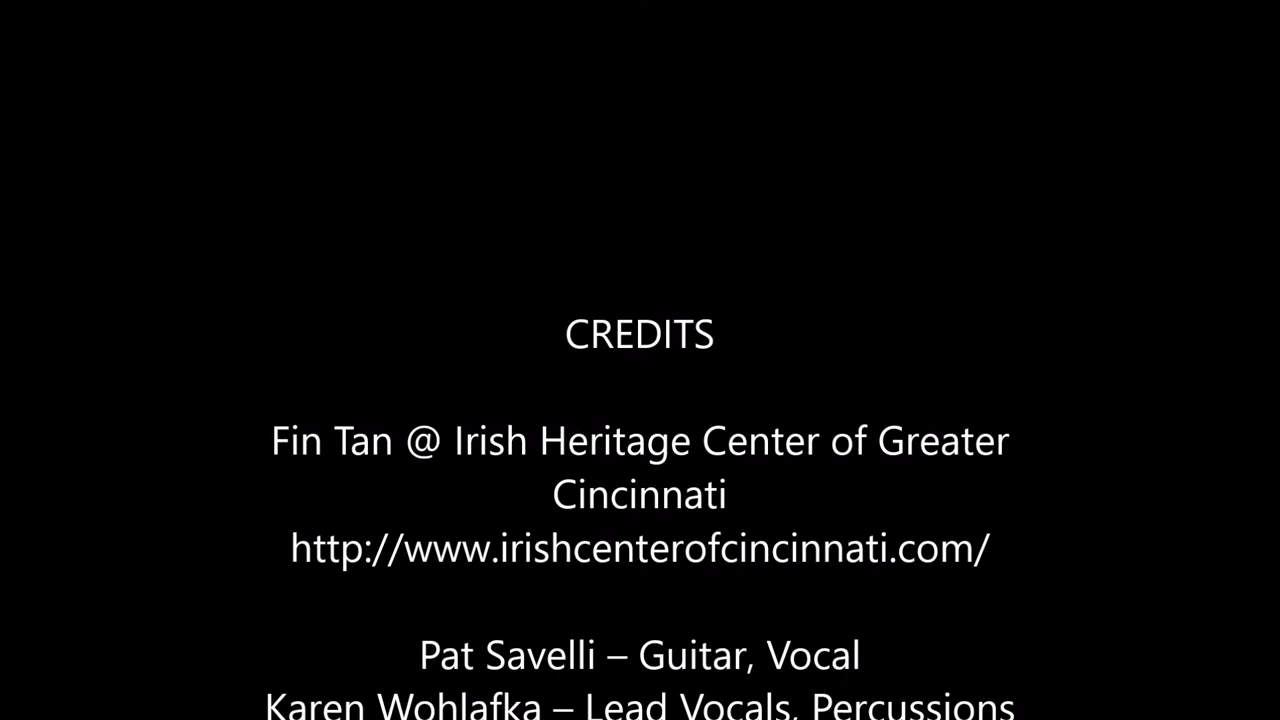 CREDITS
Fin Tan @ Irish Heritage Center of Greater
Cincinnati
http://www.irishcenterofcincinnati.com/
Pat Savelli – Guitar, Vocal
Karen Wohlafka – Lead Vocals, Percussions